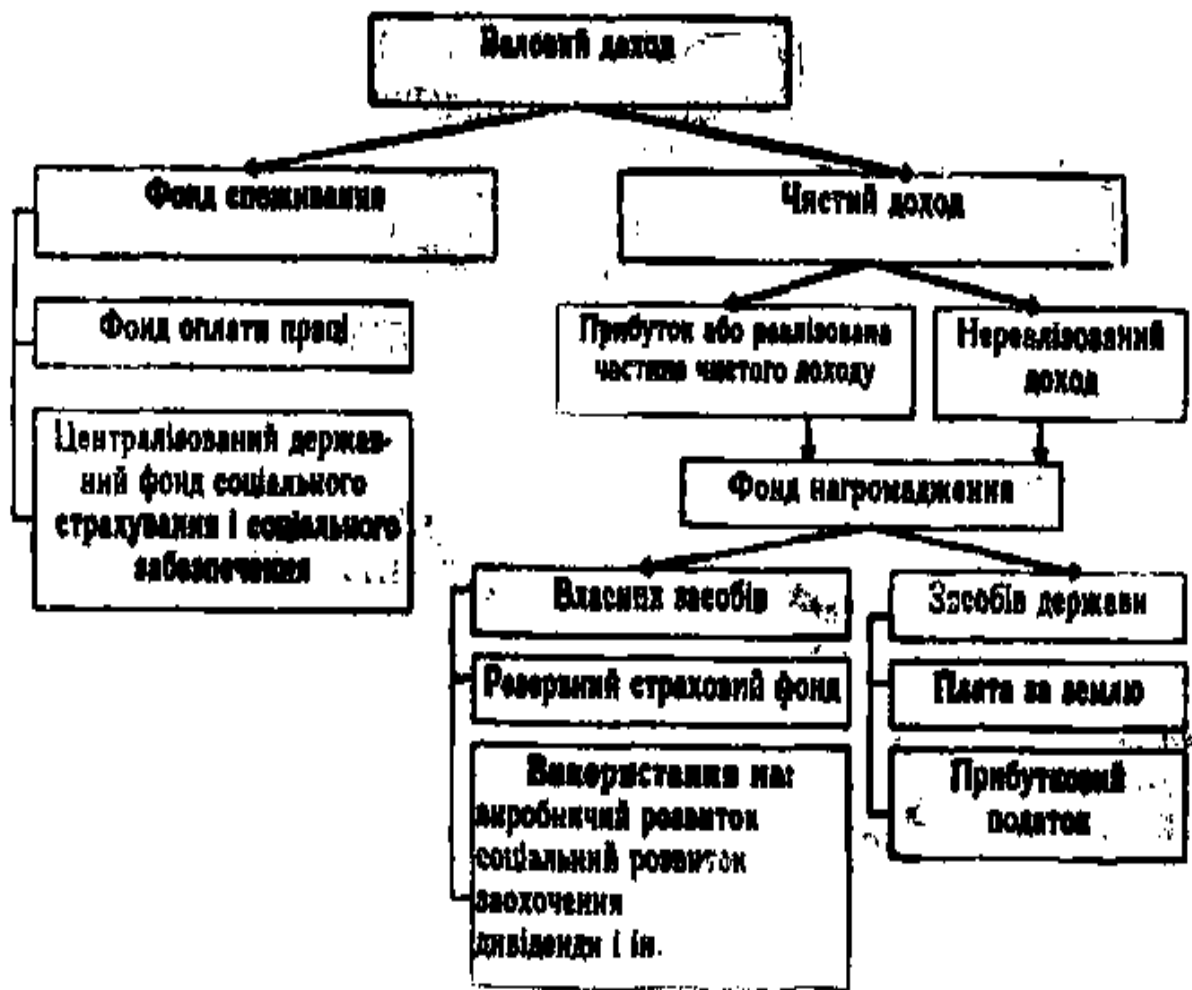 Валовий доход
Фонд споживання
Чистий доход
Фонд оплати праці
Прибуток або реалізована
частина чистого доходу
Нереалізований
доход
Централізований держав-
ний фонд соціального
страхування і соціального
забезпечення
Фонд нагромадження
Власних засобів
Засобів держави
Резервний страховий фонд
Плата за землю
Використання на:
виробничий розвиток
соціальний розвиток
заохочення
дивіденди і ін.
Прибутковий
податок